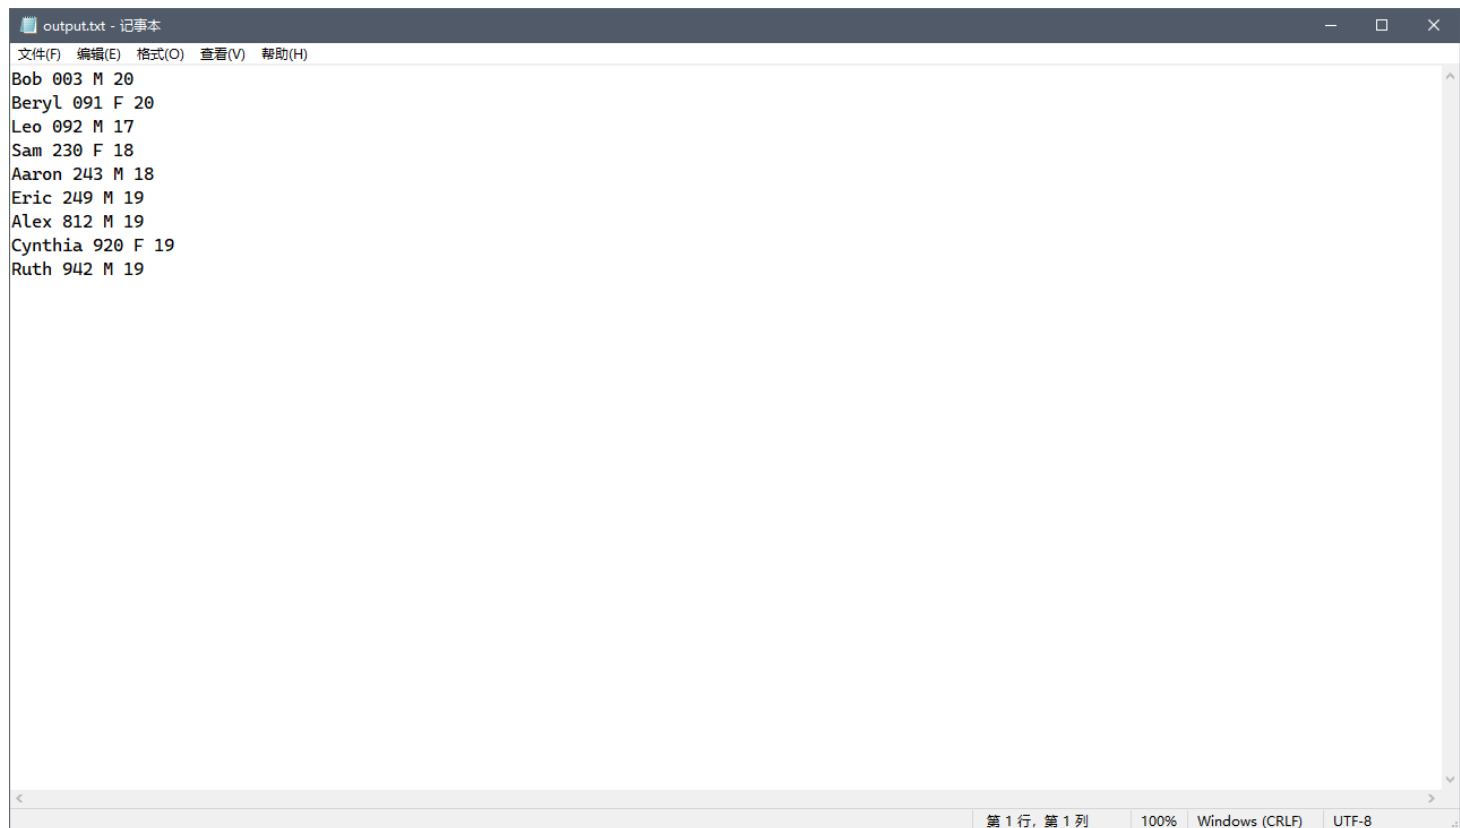 output.txt - 记事本
文件(F) 编辑(E) 格式(O) 查看(V) 帮助(H)
Bob 003 M 20
Beryl 091 F 20
Leo 092 M 17
Sam 230 F 18
Aaron 243 M 18
Eric 249 M 19
Alex 812 M 19
Cynthia 920 F 19
Ruth 942 M 19
第 1 行, 第 1 列 100% Windows (CRLF) UTF-8